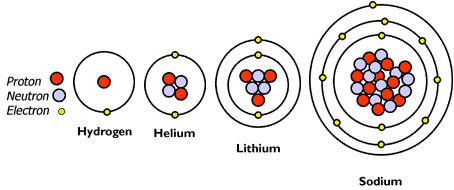 Proton
Neutron
Electron
Hydrogen
Helium
Lithium
Sodium